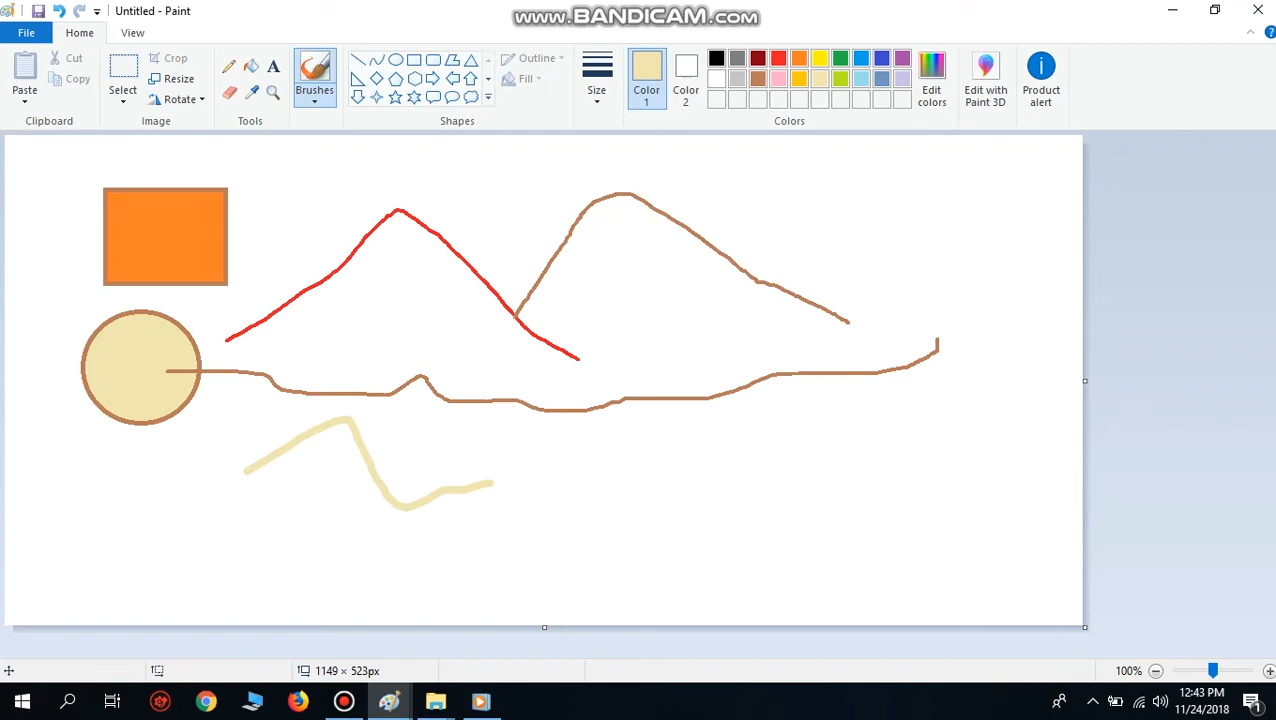 Untitled - Paint
www.BANDICAM.com
File
Home
View
Paste
Cut
Copy
Clipboard
Select
Crop
Resize
Rotate
Image
A
Tools
Brushes
Outline
Fill
Shapes
Size
Color 1
Color 2
Edit colors
Colors
Edit with Paint 3D
Product alert
1149 × 523px
100%
12:43 PM
11/24/2018
1